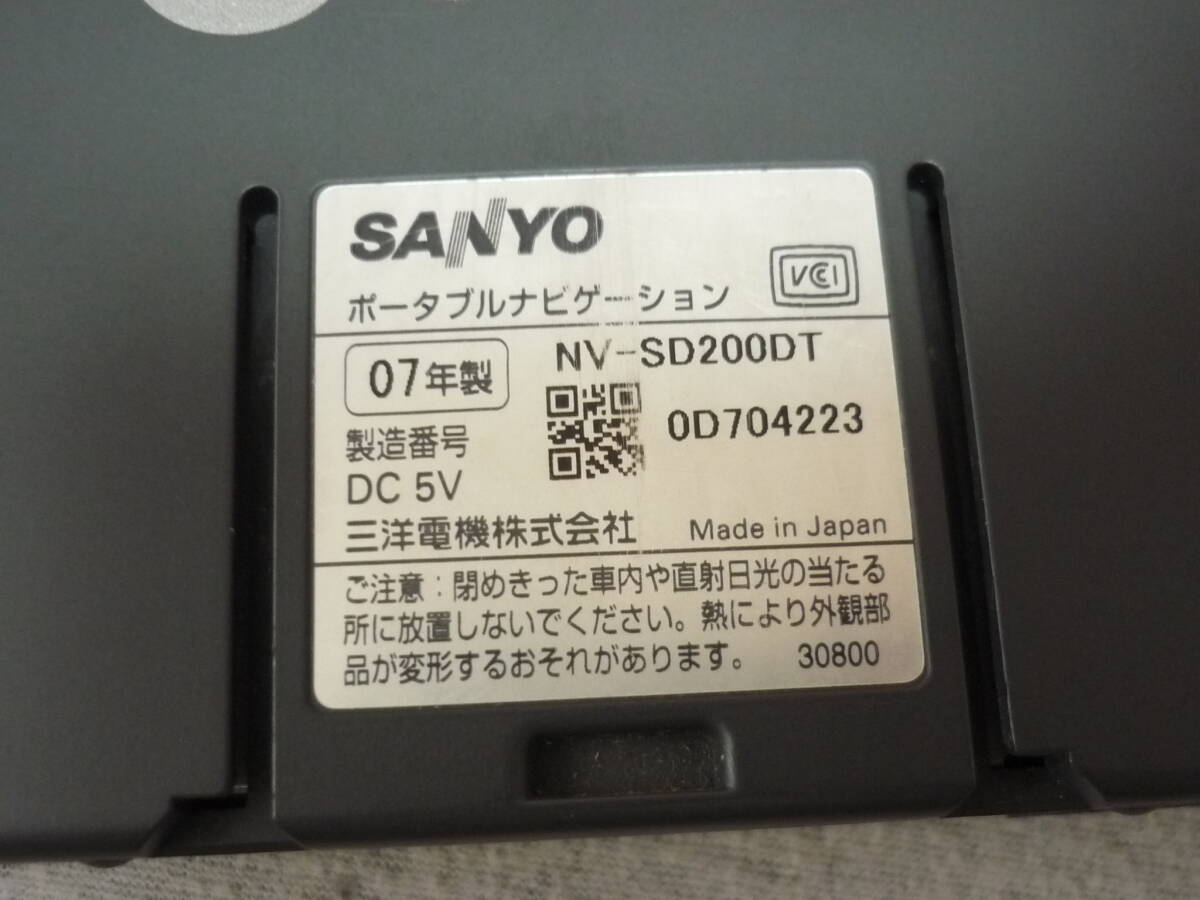 SANYO
ポータブルナビゲーション
VCI
07年製
NV-SD200DT
製造番号
0D704223
DC 5V
三洋電機株式会社
Made in Japan
ご注意：閉めきった車内や直射日光の当たる
所に放置しないでください。熱により外観部
品が変形するおそれがあります。 30800